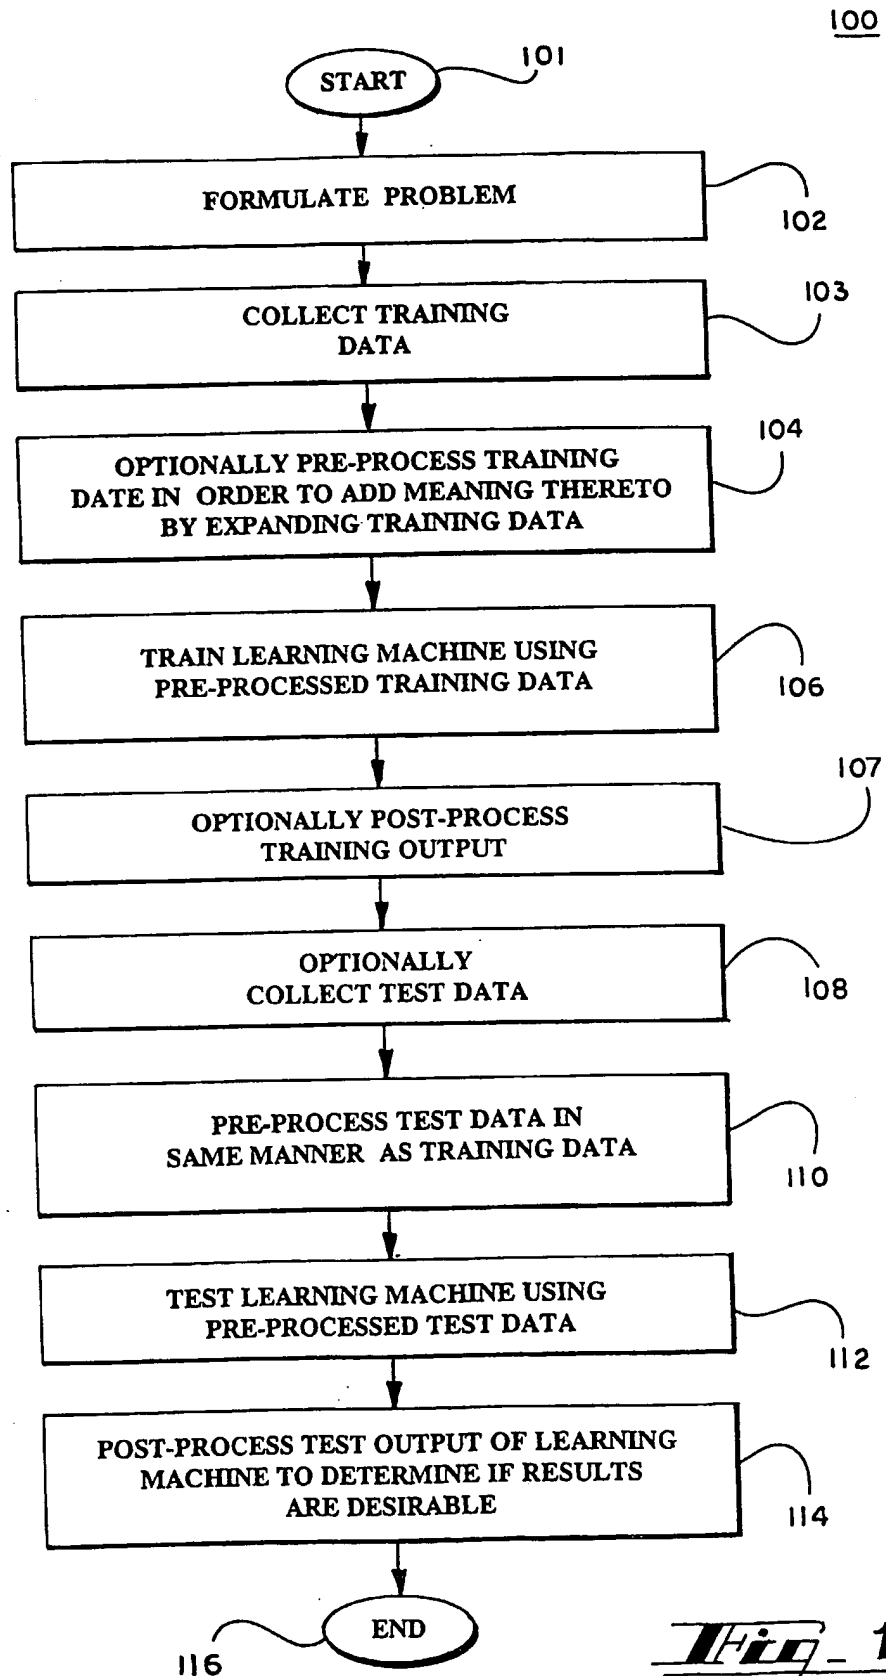 100
START
101
FORMULATE PROBLEM
102
COLLECT TRAINING
DATA
103
OPTIONALLY PRE-PROCESS TRAINING
DATE IN ORDER TO ADD MEANING THERETO
BY EXPANDING TRAINING DATA
104
TRAIN LEARNING MACHINE USING
PRE-PROCESSED TRAINING DATA
106
OPTIONALLY POST-PROCESS
TRAINING OUTPUT
107
OPTIONALLY
COLLECT TEST DATA
108
PRE-PROCESS TEST DATA IN
SAME MANNER AS TRAINING DATA
110
TEST LEARNING MACHINE USING
PRE-PROCESSED TEST DATA
112
POST-PROCESS TEST OUTPUT OF LEARNING
MACHINE TO DETERMINE IF RESULTS
ARE DESIRABLE
114
END
116
Fig_1